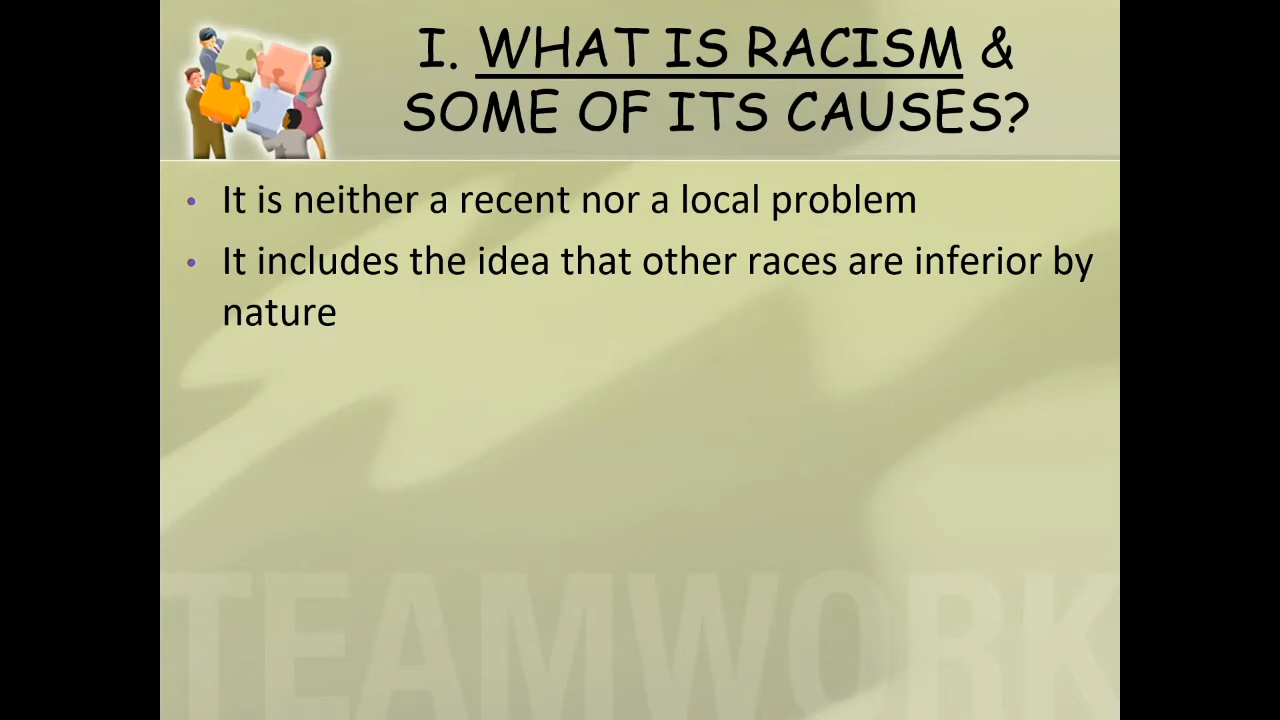 I. WHAT IS RACISM &
SOME OF ITS CAUSES?
• It is neither a recent nor a local problem
• It includes the idea that other races are inferior by
nature
TEAMWORK